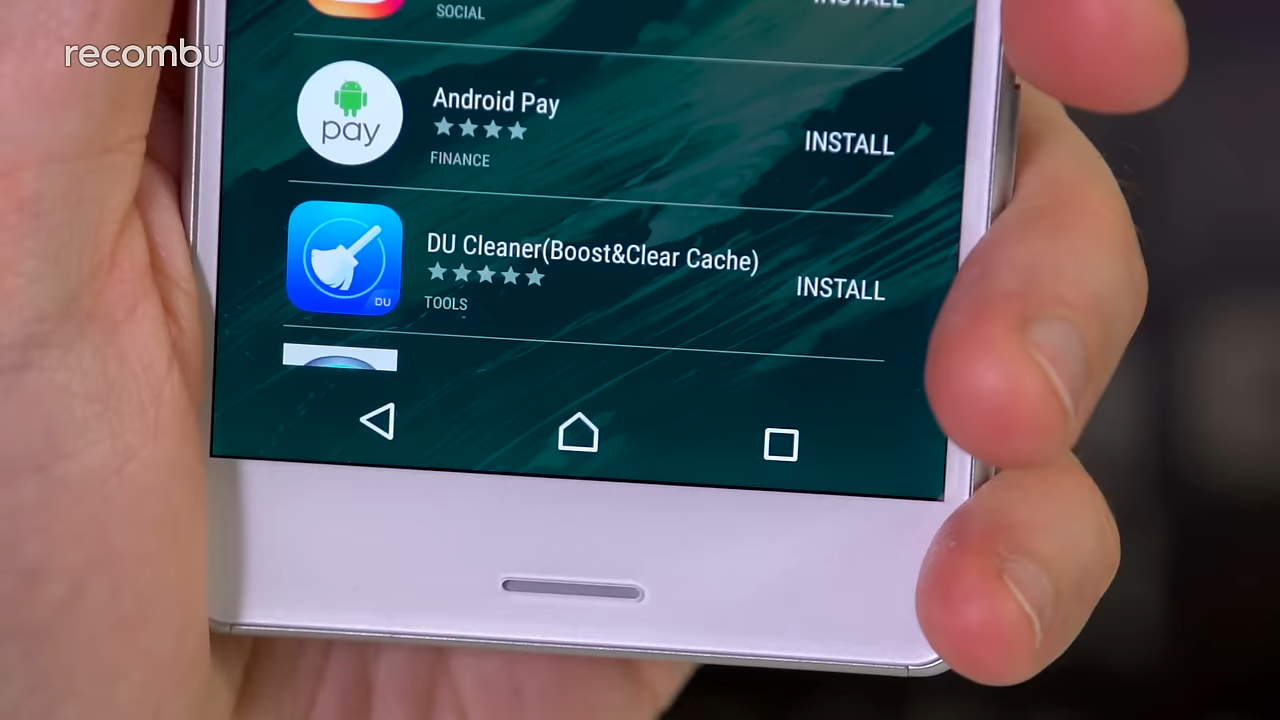 SOCIAL
INSTALL
recombu
pay
Android Pay
FINANCE
INSTALL
DU
DU Cleaner(Boost&Clear Cache)
TOOLS
INSTALL